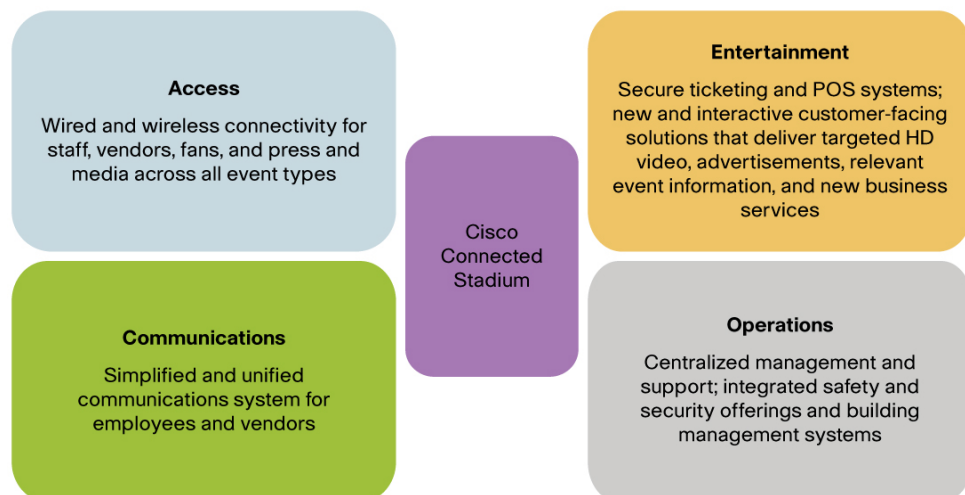 Access
Wired and wireless connectivity for
staff, vendors, fans, and press and
media across all event types
Entertainment
Secure ticketing and POS systems;
new and interactive customer-facing
solutions that deliver targeted HD
video, advertisements, relevant
event information, and new business
services
Cisco
Connected
Stadium
Communications
Simplified and unified
communications system for
employees and vendors
Operations
Centralized management and
support; integrated safety and
security offerings and building
management systems